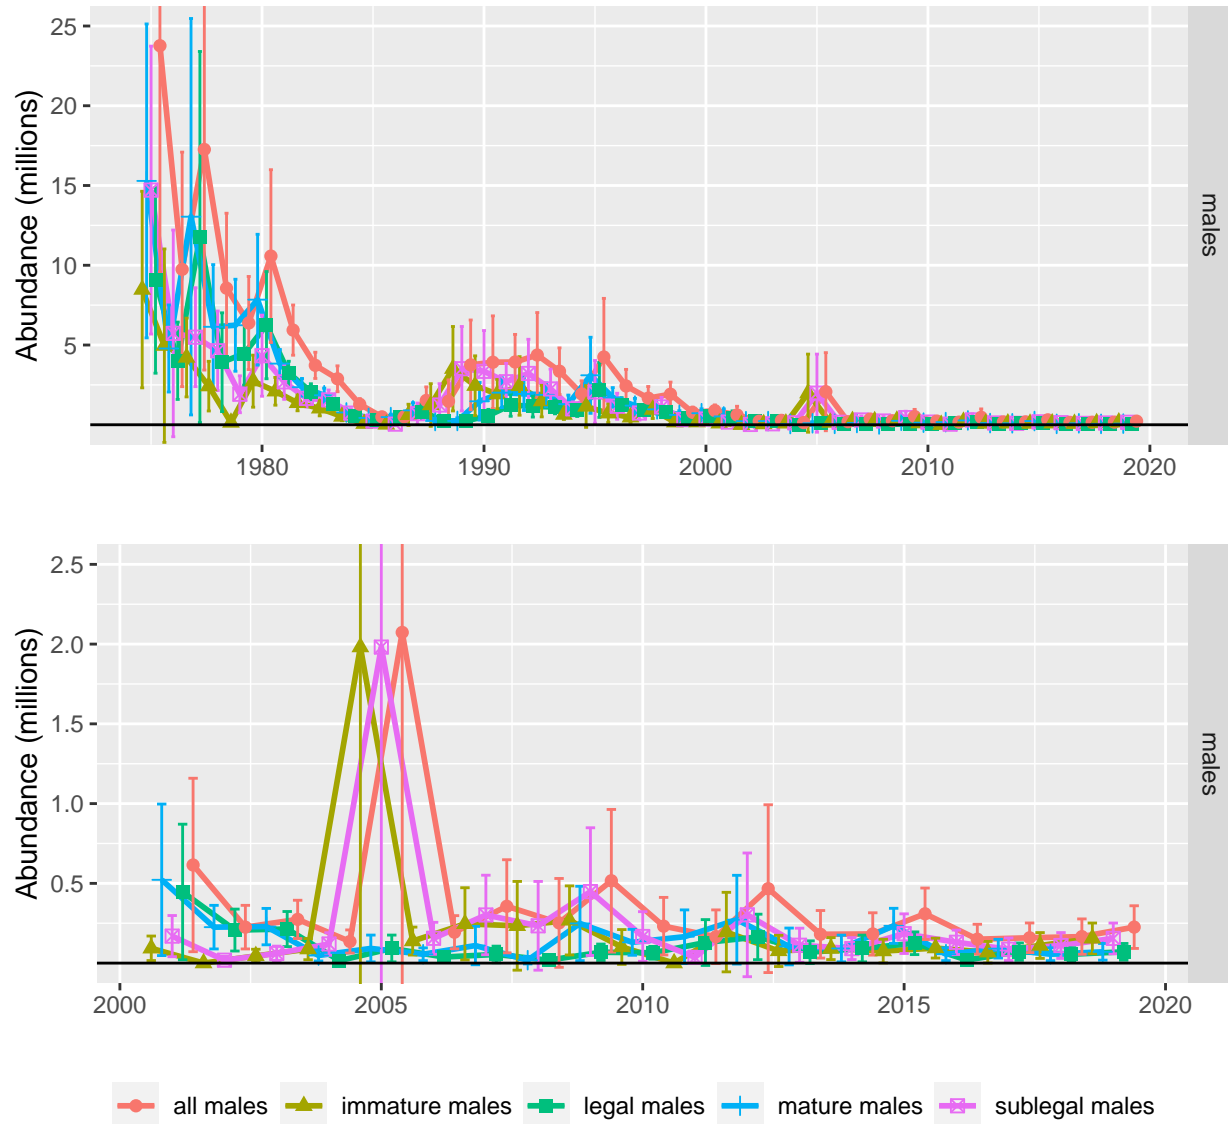 25
20
15
10
5
Abundance (millions)
males
1980
1990
2000
2010
2020
2.5
2.0
1.5
1.0
0.5
Abundance (millions)
males
2000
2005
2010
2015
2020
all males
immature males
legal males
mature males
sublegal males